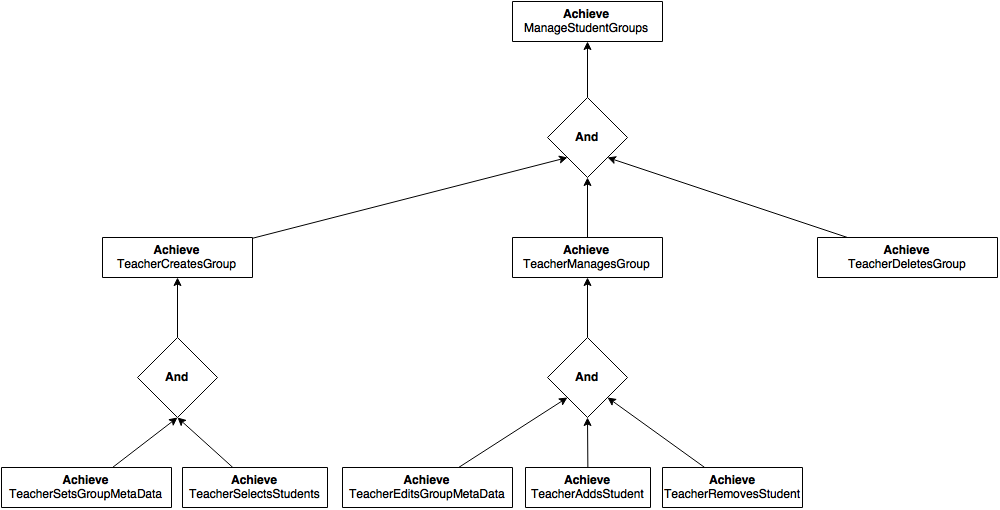 Achieve
ManageStudentGroups
And
Achieve
TeacherCreatesGroup
Achieve
TeacherManagesGroup
Achieve
TeacherDeletesGroup
And
And
Achieve
TeacherSetsGroupMetaData
Achieve
TeacherSelectsStudents
Achieve
TeacherEditsGroupMetaData
Achieve
TeacherAddsStudent
Achieve
TeacherRemovesStudent